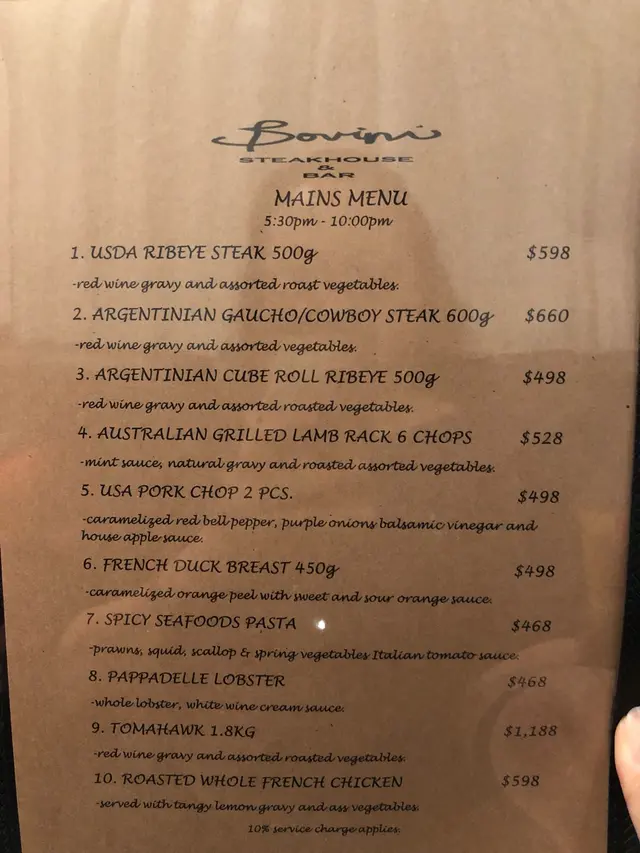 Bovini
STEAKHOUSE
&
BAR
MAINS MENU
5:30pm - 10:00pm
1. USDA RIBEYE STEAK 500g $598
-red wine gravy and assorted roast vegetables.
2. ARGENTINIAN GAUCHO/COWBOY STEAK 600g $660
-red wine gravy and assorted vegetables.
3. ARGENTINIAN CUBE ROLL RIBEYE 500g $498
-red wine gravy and assorted roasted vegetables.
4. AUSTRALIAN GRILLED LAMB RACK 6 CHOPS $528
-mint sauce, natural gravy and roasted assorted vegetables.
5. USA PORK CHOP 2 PCS. $498
-caramelized red bell pepper, purple onions balsamic vinegar and
house apple sauce.
6. FRENCH DUCK BREAST 450g $498
-caramelized orange peel with sweet and sour orange sauce.
7. SPICY SEAFOODS PASTA $468
-prawns, squid, scallop & spring vegetables Italian tomato sauce.
8. PAPPADELLE LOBSTER $468
-whole lobster, white wine cream sauce.
9. TOMAHAWK 1.8KG $1,188
-red wine gravy and assorted roasted vegetables.
10. ROASTED WHOLE FRENCH CHICKEN $598
-served with tangy lemon gravy and ass vegetables.
10% service charge applies.